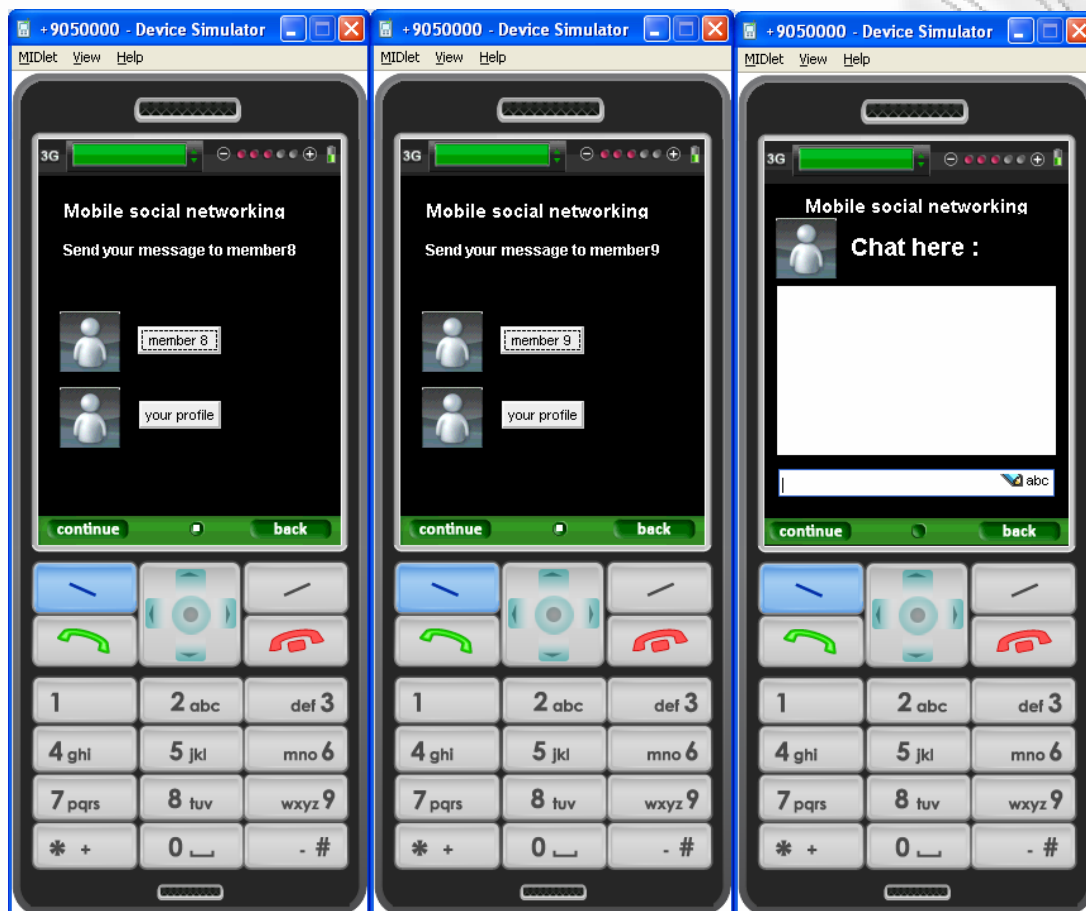 +9050000 - Device Simulator
MIDlet View Help
3G
Mobile social networking
Send your message to member8
member 8
your profile
continue back
1 2 abc def 3
4 ghi 5 jkl mno 6
7 pqrs 8 tuv wxyz 9
* + 0 - #
+9050000 - Device Simulator
MIDlet View Help
3G
Mobile social networking
Send your message to member9
member 9
your profile
continue back
1 2 abc def 3
4 ghi 5 jkl mno 6
7 pqrs 8 tuv wxyz 9
* + 0 - #
+9050000 - Device Simulator
MIDlet View Help
3G
Mobile social networking
Chat here :
abc
continue back
1 2 abc def 3
4 ghi 5 jkl mno 6
7 pqrs 8 tuv wxyz 9
* + 0 - #